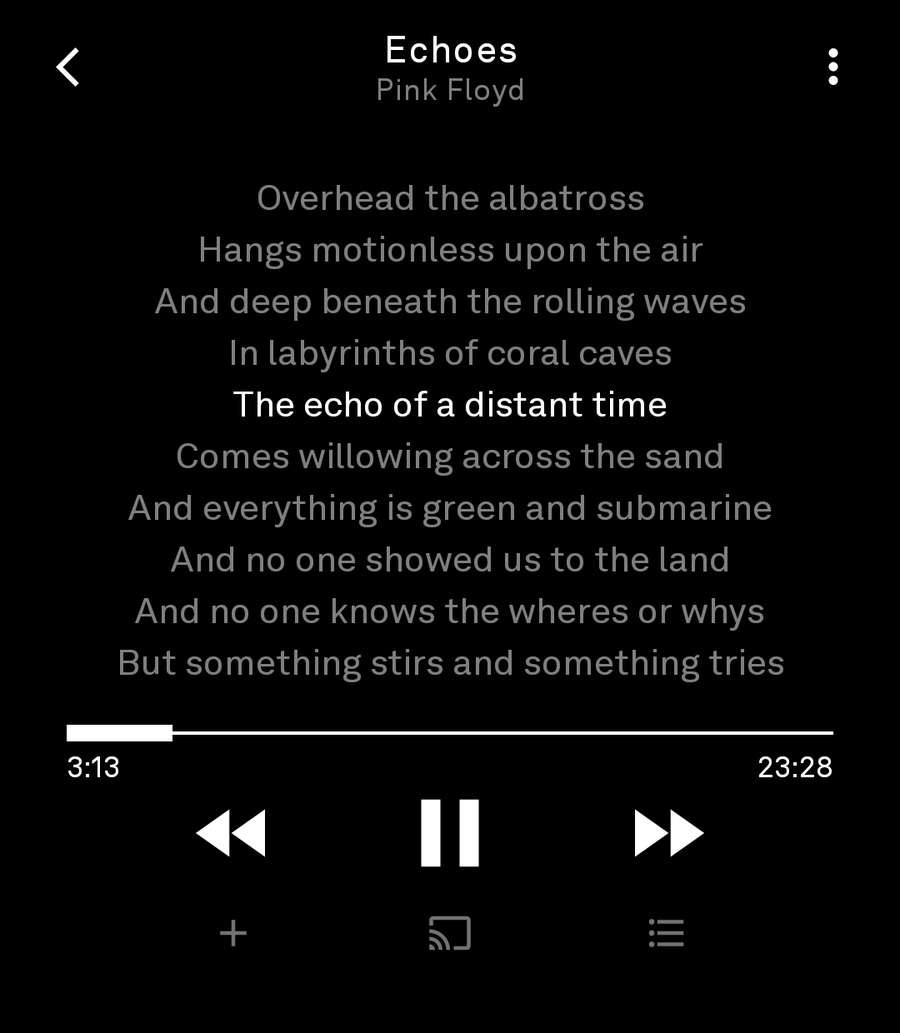 Echoes
Pink Floyd
Overhead the albatross
Hangs motionless upon the air
And deep beneath the rolling waves
In labyrinths of coral caves
The echo of a distant time
Comes willowing across the sand
And everything is green and submarine
And no one showed us to the land
And no one knows the wheres or whys
But something stirs and something tries
3:13
23:28